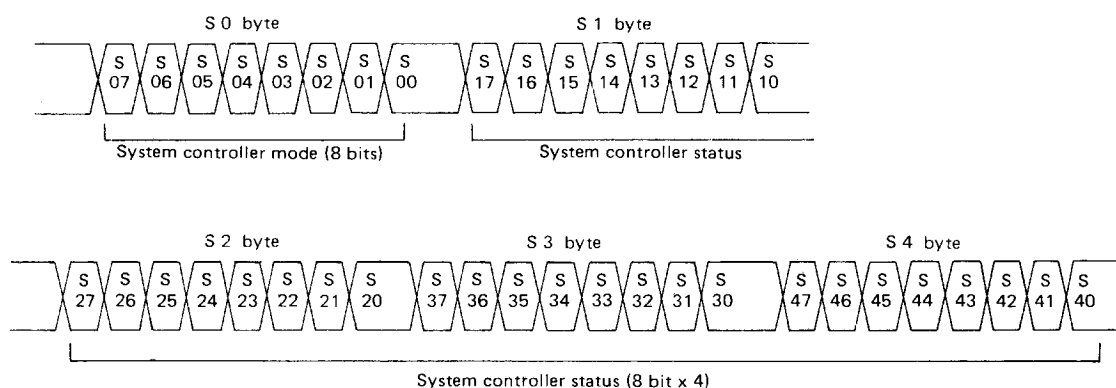 S 0 byte S 1 byte
S S S S S S S S S S S S S S S S
07 06 05 04 03 02 01 00 17 16 15 14 13 12 11 10
System controller mode (8 bits) System controller status
S 2 byte S 3 byte S 4 byte
S S S S S S S S S S S S S S S S S S S S S S S S
27 26 25 24 23 22 21 20 37 36 35 34 33 32 31 30 47 46 45 44 43 42 41 40
System controller status (8 bit x 4)